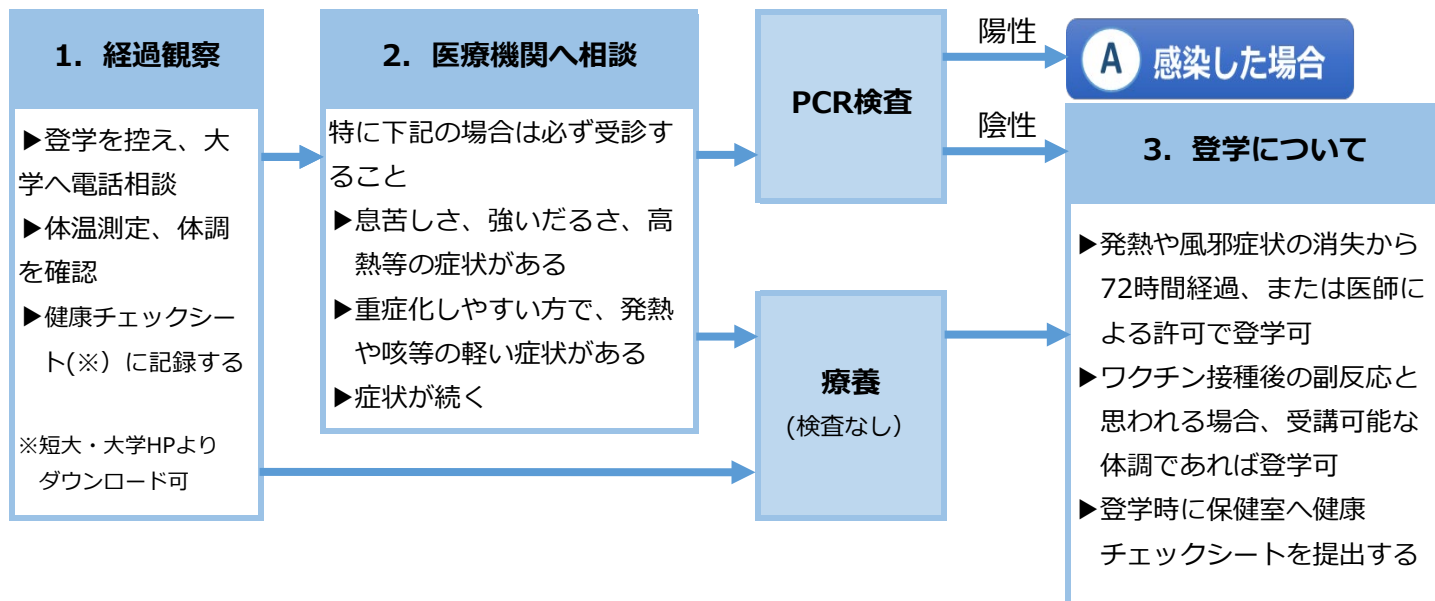 1．経過観察
▶登学を控え、大
学へ電話相談
▶体温測定、体調
を確認
▶健康チェックシー
ト(※）に記録する
※短大・大学HPより
ダウンロード可
2．医療機関へ相談
特に下記の場合は必ず受診す
ること
▶息苦しさ、強いだるさ、高
熱等の症状がある
▶重症化しやすい方で、発熱
や咳等の軽い症状がある
▶症状が続く
PCR検査
陽性
陰性
療養
(検査なし）
A 感染した場合
3．登学について
▶発熱や風邪症状の消失から
72時間経過、または医師に
よる許可で登学可
▶ワクチン接種後の副反応と
思われる場合、受講可能な
体調であれば登学可
▶登学時に保健室へ健康
チェックシートを提出する